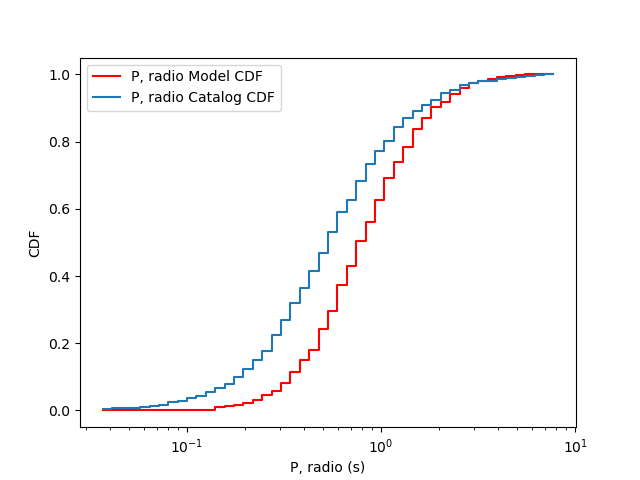 P, radio Model CDF
P, radio Catalog CDF
1.0
0.8
0.6
0.4
0.2
0.0
CDF
10⁻¹ 10⁰ 10¹
P, radio (s)